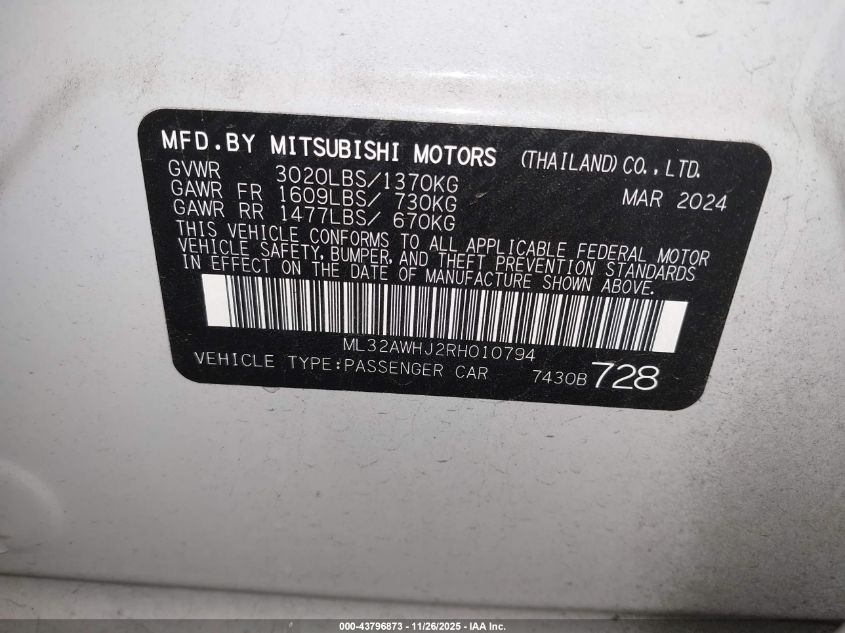 MFD.BY MITSUBISHI MOTORS (THAILAND) CO., LTD.
GVWR 3020LBS/1370KG MAR 2024
GAWR FR 1609LBS/ 730KG
GAWR RR 1477LBS/ 670KG
THIS VEHICLE CONFORMS TO ALL APPLICABLE FEDERAL MOTOR
VEHICLE SAFETY, BUMPER, AND THEFT PREVENTION STANDARDS
IN EFFECT ON THE DATE OF MANUFACTURE SHOWN ABOVE.
ML32AWHJ2RH010794
VEHICLE TYPE:PASSENGER CAR 7430B 728
000-43796873 - 11/26/2025 - IAA Inc.